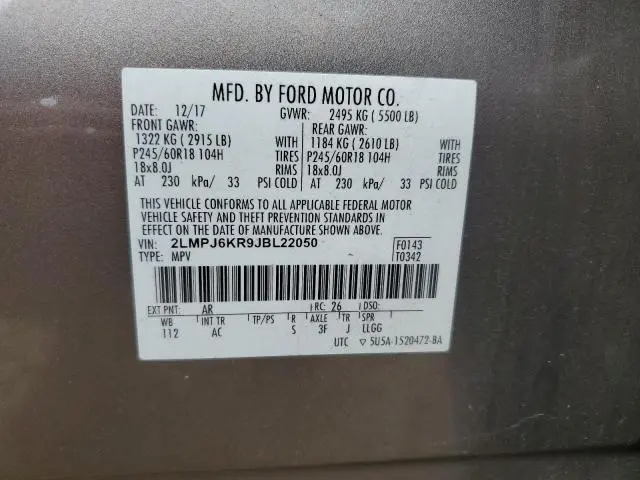 MFD. BY FORD MOTOR CO.
DATE: 12/17 GVWR: 2495 KG ( 5500 LB)
FRONT GAWR: REAR GAWR:
1322 KG ( 2915 LB) WITH 1184 KG ( 2610 LB) WITH
P245/60R18 104H TIRES P245/60R18 104H TIRES
18x8.0J RIMS 18x8.0J RIMS
AT 230 kPa/ 33 PSI COLD AT 230 kPa/ 33 PSI COLD
THIS VEHICLE CONFORMS TO ALL APPLICABLE FEDERAL MOTOR
VEHICLE SAFETY AND THEFT PREVENTION STANDARDS IN
EFFECT ON THE DATE OF MANUFACTURE SHOWN ABOVE.
VIN: 2LMPJ6KR9JBL22050 F0143
TYPE: MPV T0342
EXT PNT: AR RC: 26 DSO:
WB INT TR TP/PS R AXLE TR SPR
112 AC S 3F J LLGG
UTC ▽ 5U5A-1520472-BA